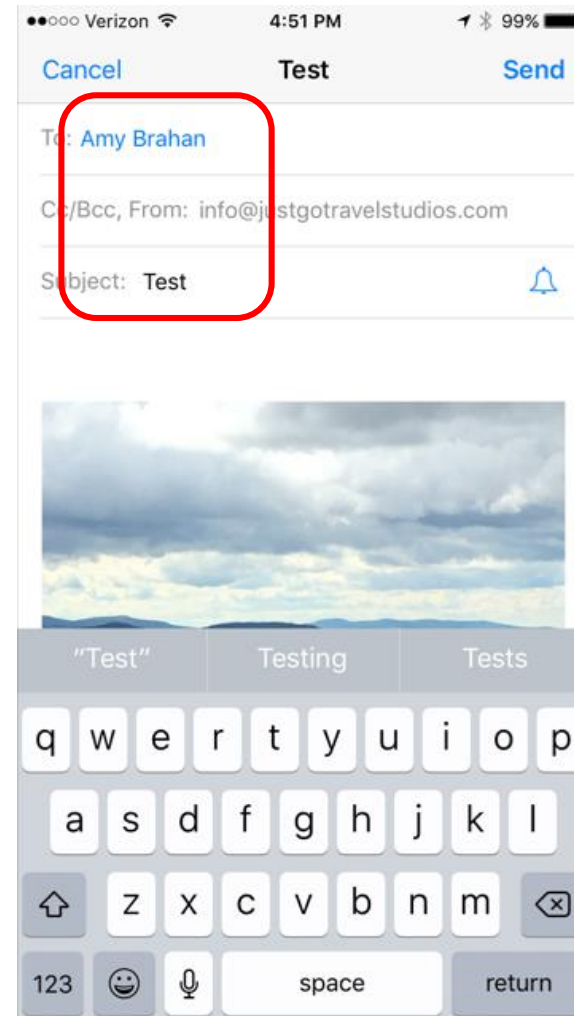 Verizon 4:51 PM 99%
Cancel Test Send
To: Amy Brahan
Cc/Bcc, From: info@justgotravelstudios.com
Subject: Test
"Test" Testing Tests
q w e r t y u i o p
a s d f g h j k l
z x c v b n m
123 space return